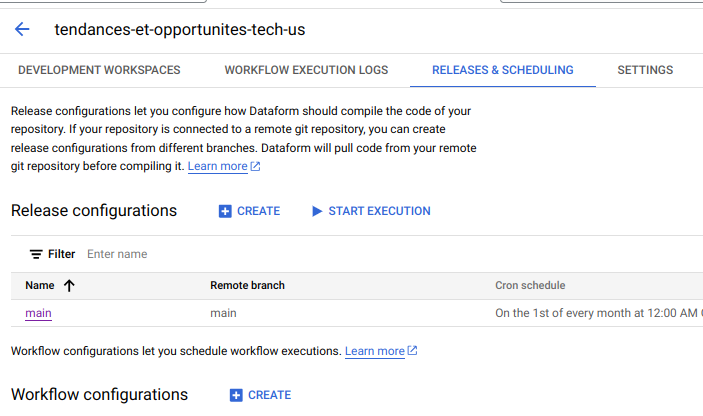 tendances-et-opportunites-tech-us
DEVELOPMENT WORKSPACES WORKFLOW EXECUTION LOGS RELEASES & SCHEDULING SETTINGS
Release configurations let you configure how Dataform should compile the code of your
repository. If your repository is connected to a remote git repository, you can create
release configurations from different branches. Dataform will pull code from your remote
git repository before compiling it. Learn more
Release configurations CREATE START EXECUTION
Filter Enter name
Name Remote branch Cron schedule
main main On the 1st of every month at 12:00 AM
Workflow configurations let you schedule workflow executions. Learn more
Workflow configurations CREATE